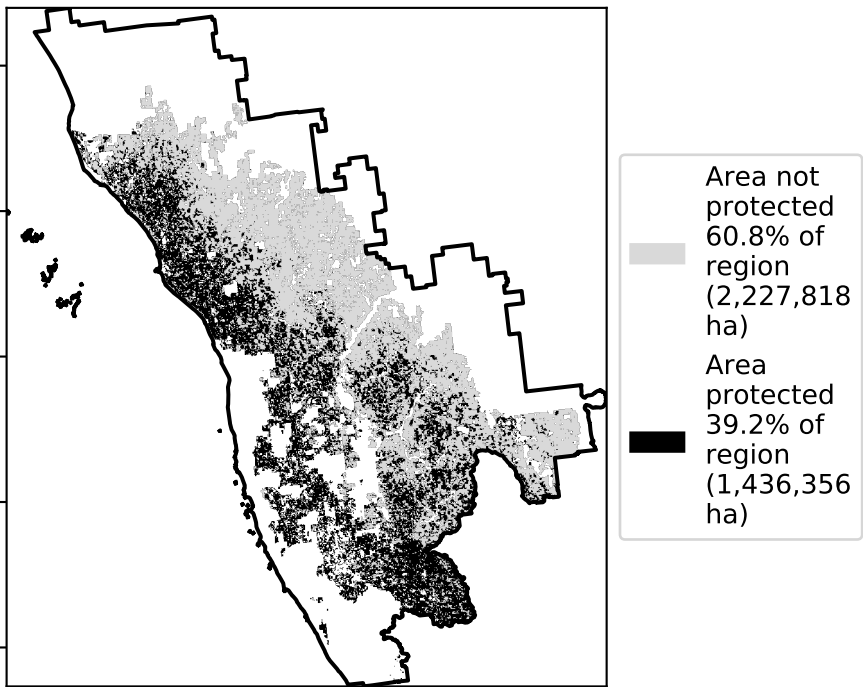 Area not
protected
60.8% of
region
(2,227,818
ha)
Area
protected
39.2% of
region
(1,436,356
ha)